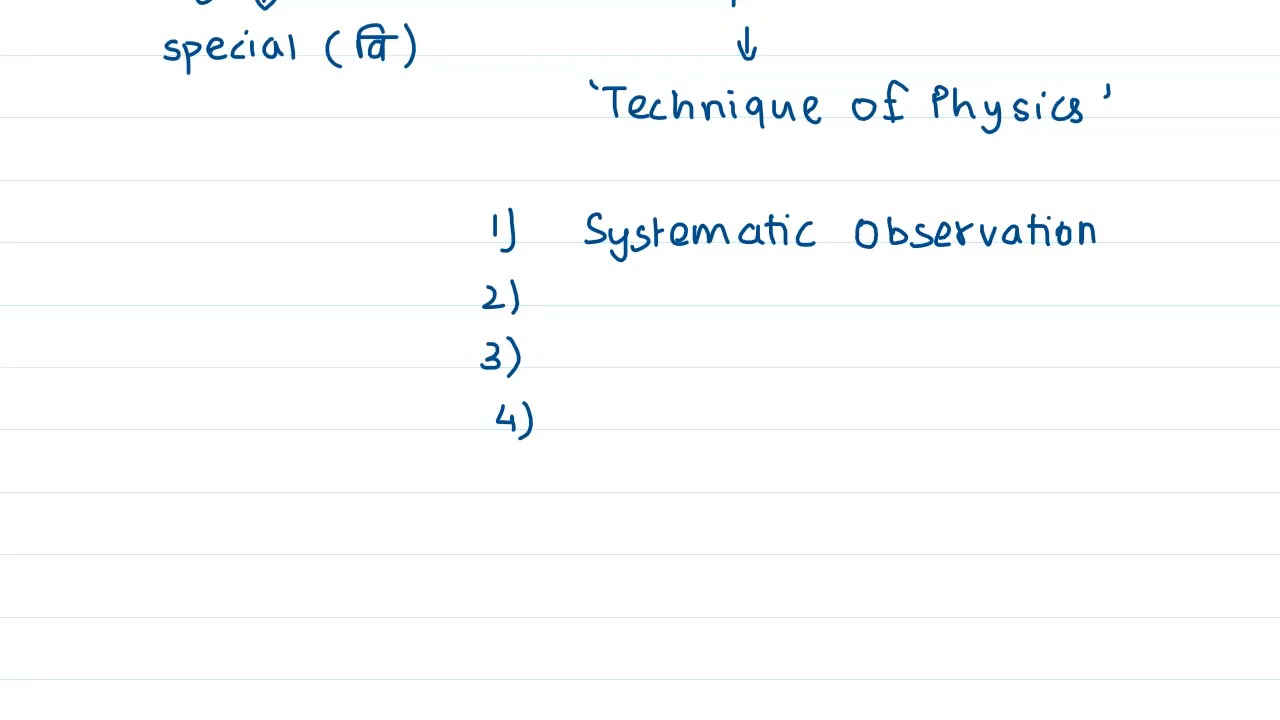 special (वि)
↓
'Technique of Physics'
1) Systematic Observation
2)
3)
4)